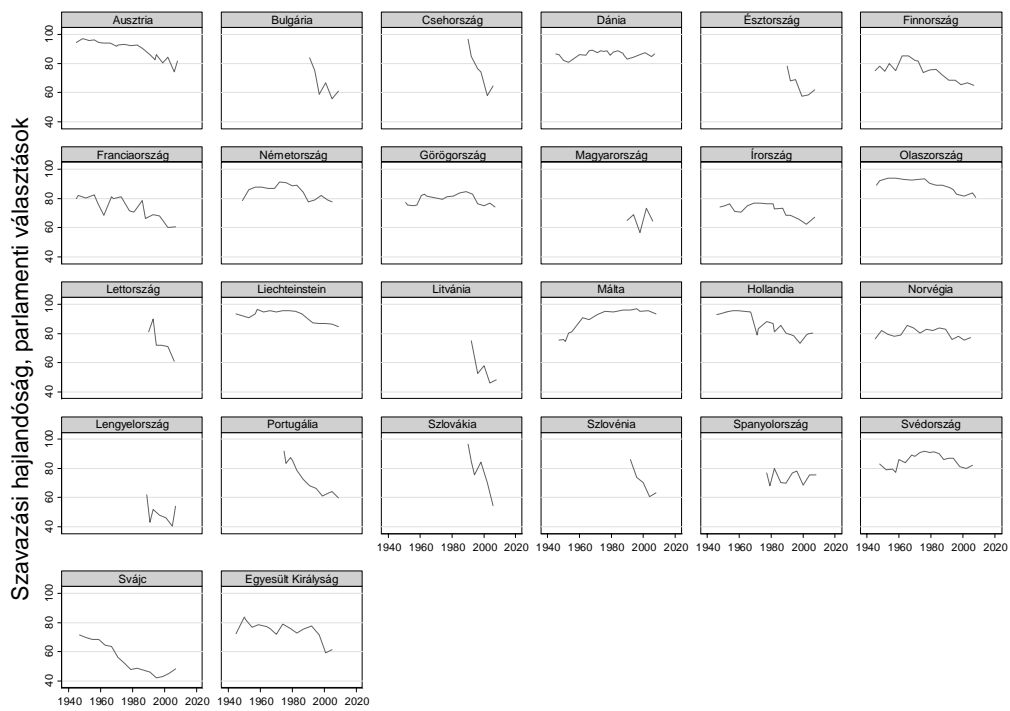 Szavazási hajlandóság, parlamenti választások
Ausztria Bulgária Csehország Dánia Észtország Finnország
100
80
60
40
Franciaország Németország Görögország Magyarország Írország Olaszország
100
80
60
40
Lettország Liechteinstein Litvánia Málta Hollandia Norvégia
100
80
60
40
Lengyelország Portugália Szlovákia Szlovénia Spanyolország Svédország
100
80
60
40
1940 1960 1980 2000 2020 1940 1960 1980 2000 2020 1940 1960 1980 2000 2020 1940 1960 1980 2000 2020
Svájc Egyesült Királyság
100
80
60
40
1940 1960 1980 2000 2020 1940 1960 1980 2000 2020